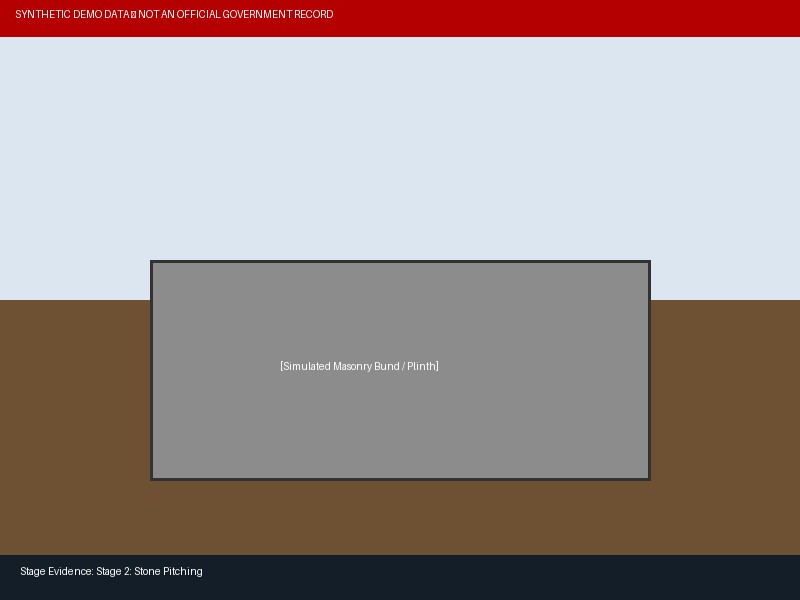 SYNTHETIC DEMO DATA▯NOT AN OFFICIAL GOVERNMENT RECORD
[Simulated Masonry Bund / Plinth]
Stage Evidence: Stage 2: Stone Pitching